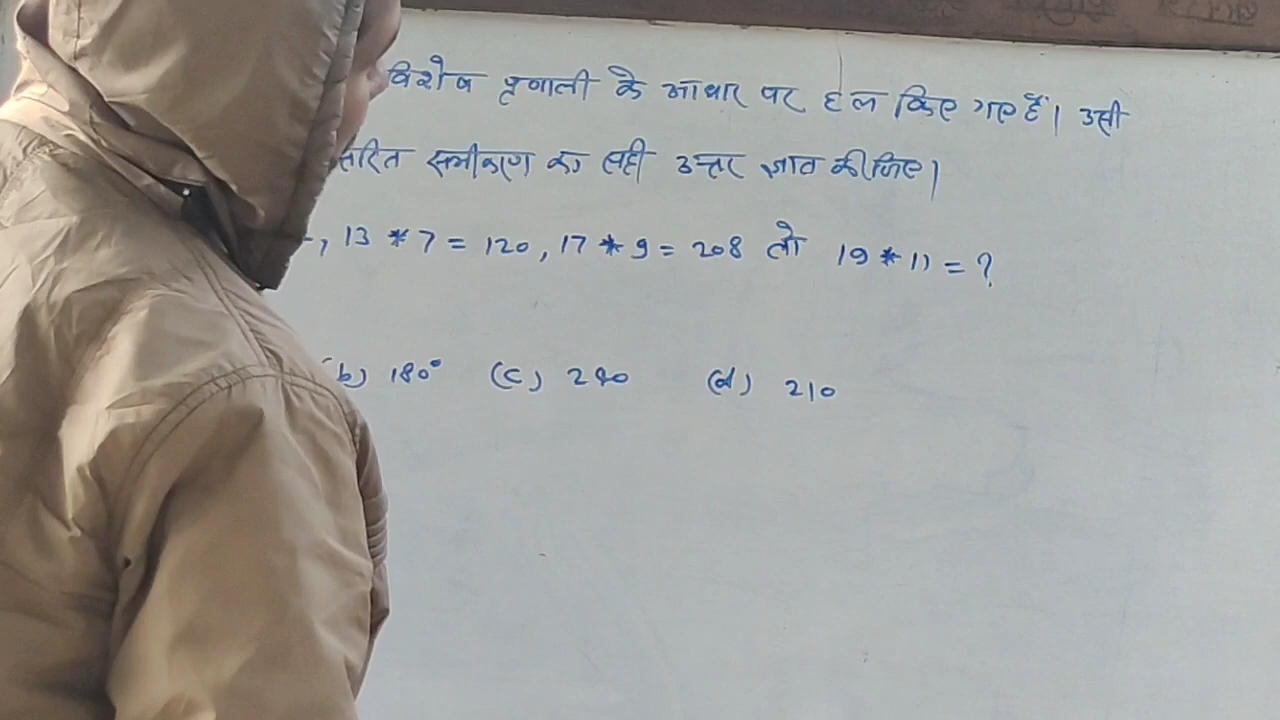 विशेष प्रणाली के आधार पर हल किए गए हैं। उसी
समीकरण का सही उत्तर ज्ञात कीजिए।
, 13 * 7 = 120, 17 * 9 = 208 तो 19 * 11 = ?
(b) 180° (c) 240 (d) 210